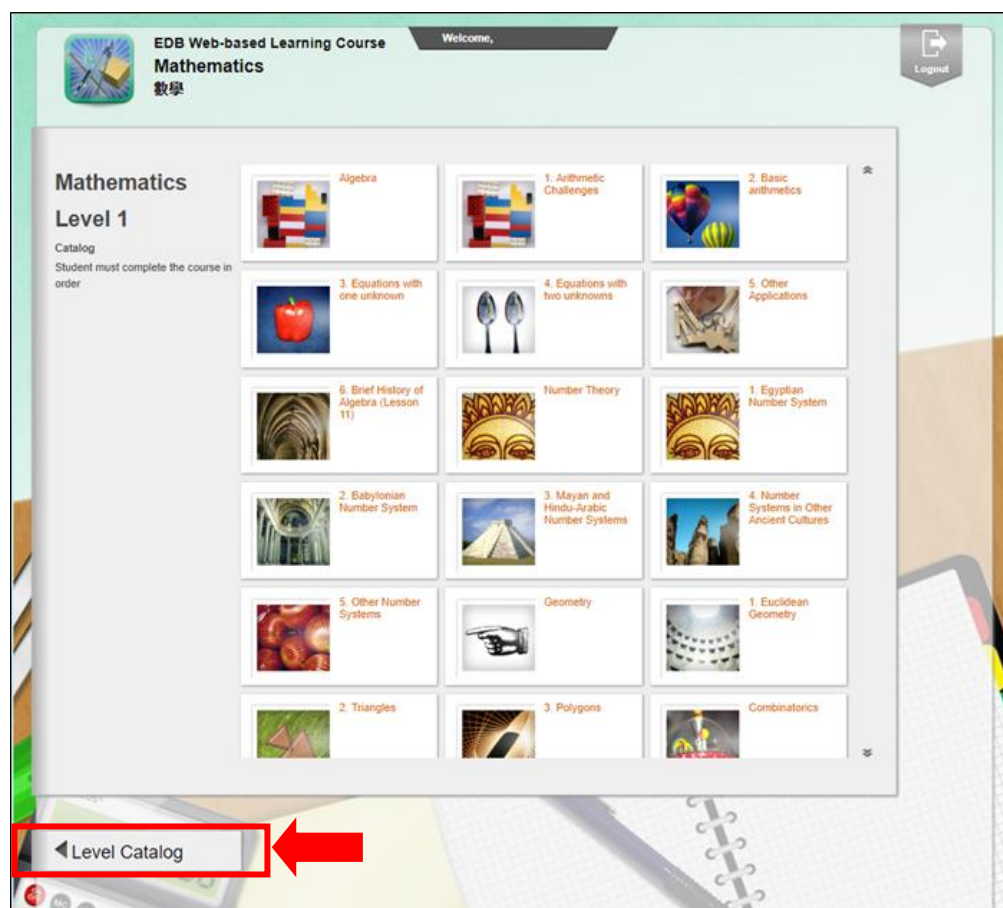 EDB Web-based Learning Course
Mathematics
數學
Welcome,
Logout
Mathematics
Level 1
Catalog
Student must complete the course in
order
Algebra
1. Arithmetic
Challenges
2. Basic
arithmetics
3. Equations with
one unknown
4. Equations with
two unknowns
5. Other
Applications
6. Brief History of
Algebra (Lesson
11)
Number Theory
1. Egyptian
Number System
2. Babylonian
Number System
3. Mayan and
Hindu-Arabic
Number Systems
4. Number
Systems in Other
Ancient Cultures
5. Other Number
Systems
Geometry
1. Euclidean
Geometry
2. Triangles
3. Polygons
Combinatorics
Level Catalog
MC